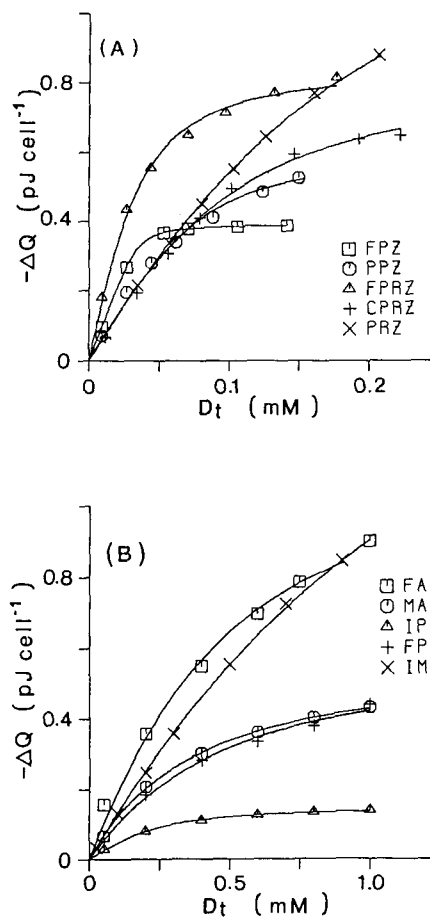 (A)
-ΔQ ( pJ cell⁻¹ )
0.8
0.4
0
FPZ
PPZ
FPRZ
CPRZ
PRZ
0
0.1
0.2
Dt ( mM )
(B)
-ΔQ ( pJ cell⁻¹ )
0.8
0.4
0
FA
MA
IP
FP
IM
0
0.5
1.0
Dt ( mM )